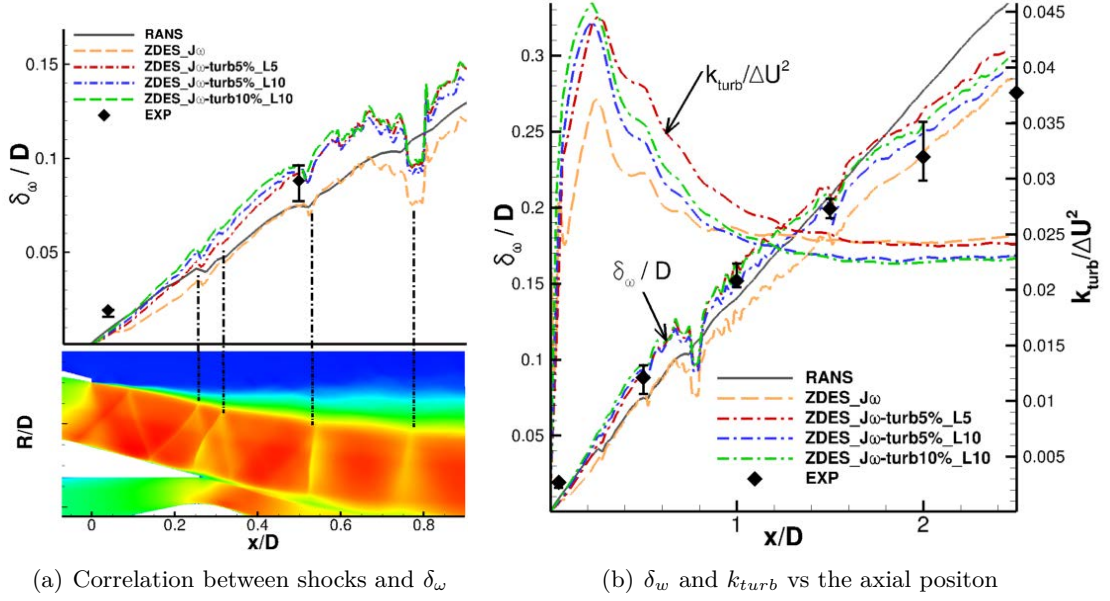 RANS
ZDES_Jω
ZDES_Jω-turb5%_L5
ZDES_Jω-turb5%_L10
ZDES_Jω-turb10%_L10
EXP
0.15
0.1
0.05
δω / D
R/D
0 0.2 0.4 0.6 0.8
x/D
(a) Correlation between shocks and δω
0.3
0.25
0.2
0.15
0.1
0.05
δω / D
kturb/ΔU²
δω / D
RANS
ZDES_Jω
ZDES_Jω-turb5%_L5
ZDES_Jω-turb5%_L10
ZDES_Jω-turb10%_L10
EXP
1 2
x/D
0.045
0.04
0.035
0.03
0.025
0.02
0.015
0.01
0.005
kturb/ΔU²
(b) δw and kturb vs the axial positon